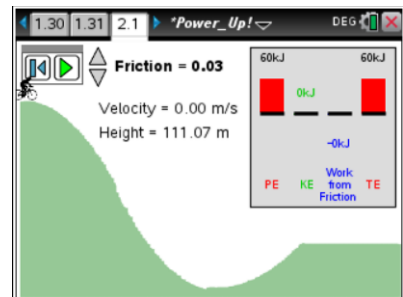 1.30 1.31 2.1 *Power_Up! DEG
Friction = 0.03
Velocity = 0.00 m/s
Height = 111.07 m
60kJ 60kJ
0kJ
-0kJ
PE KE Work from Friction TE